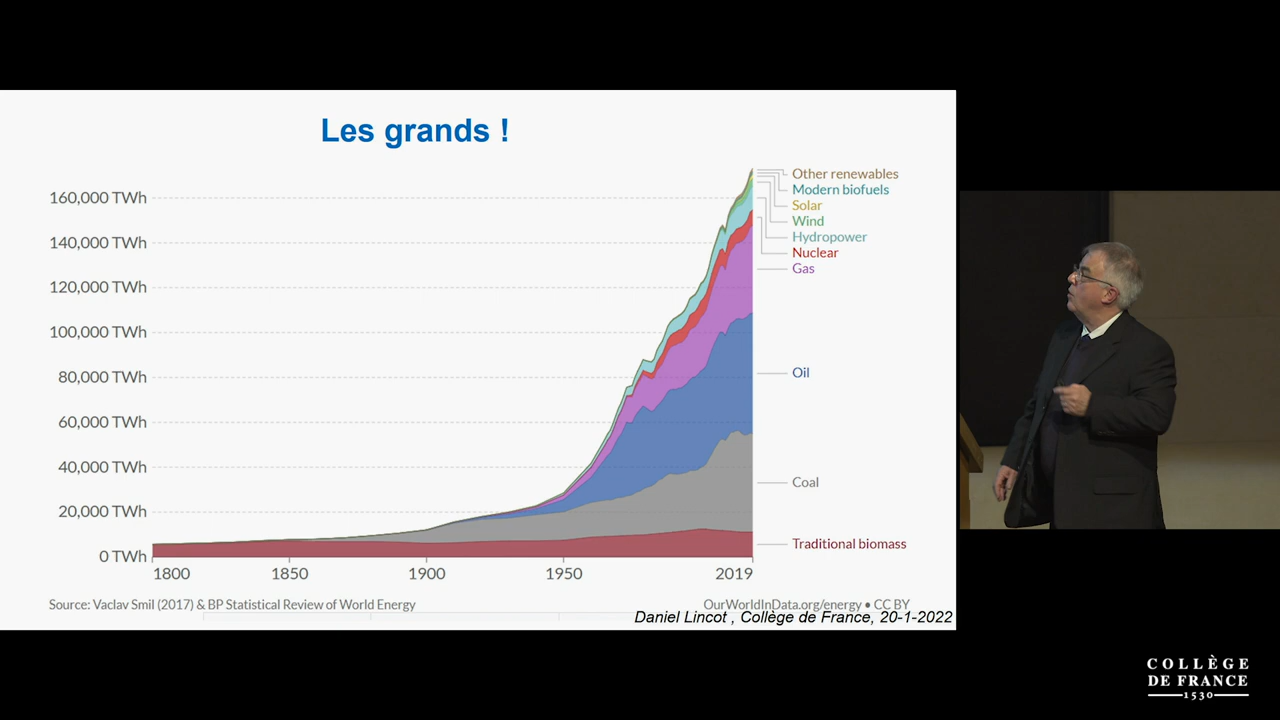 Les grands !
160,000 TWh
140,000 TWh
120,000 TWh
100,000 TWh
80,000 TWh
60,000 TWh
40,000 TWh
20,000 TWh
0 TWh
1800
1850
1900
1950
2019
Other renewables
Modern biofuels
Solar
Wind
Hydropower
Nuclear
Gas
Oil
Coal
Traditional biomass
Source: Vaclav Smil (2017) & BP Statistical Review of World Energy
OurWorldInData.org/energy • CC BY
Daniel Lincot , Collège de France, 20-1-2022
COLLÈGE
DE FRANCE
1530